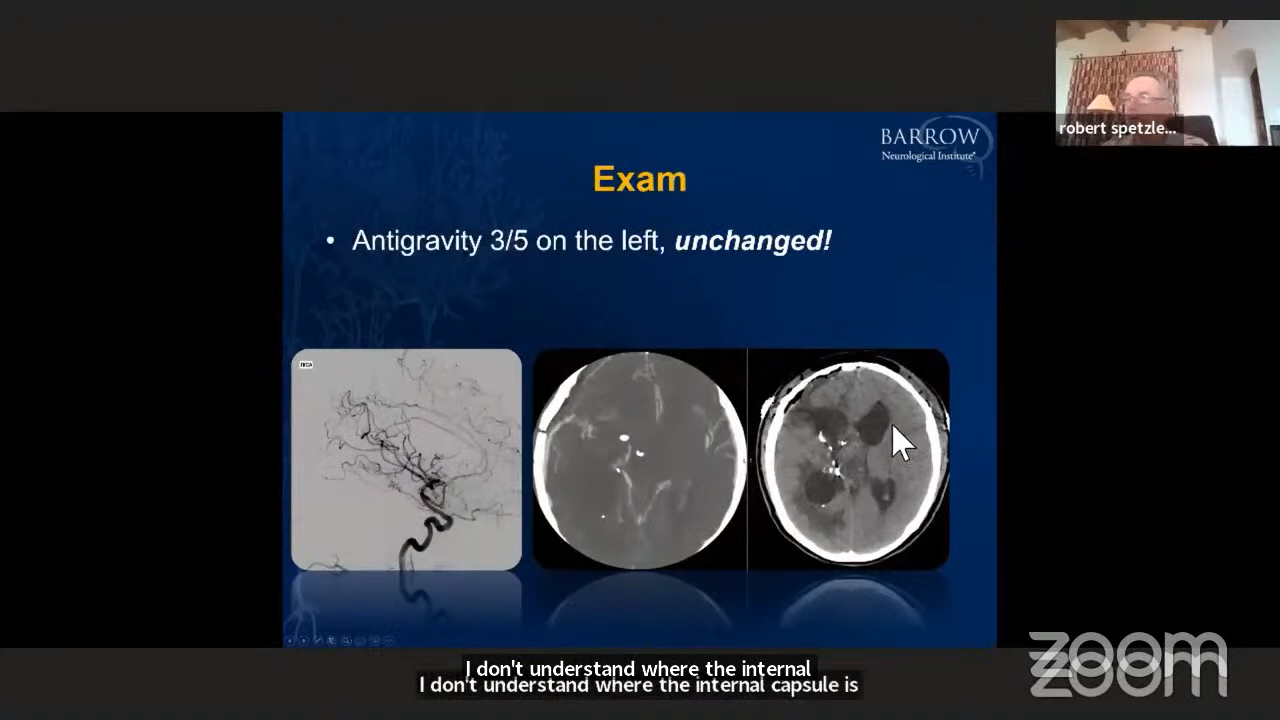 robert spetzle...
BARROW
Neurological Institute®
Exam
• Antigravity 3/5 on the left, unchanged!
I don't understand where the internal
I don't understand where the internal capsule is
zoom